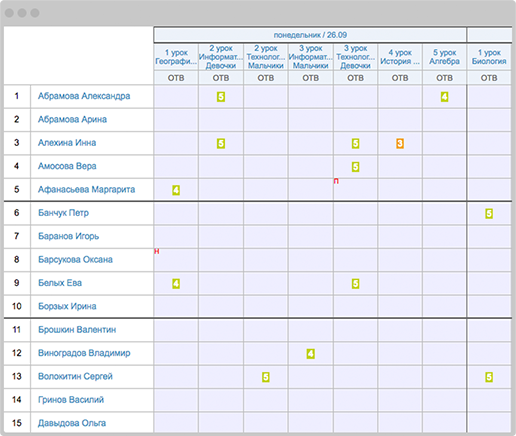 понедельник / 26.09
1 урок Географи... 2 урок Информат... Девочки 2 урок Технолог... Мальчики 3 урок Информат... Мальчики 3 урок Технолог... Девочки 4 урок История ... 5 урок Алгебра 1 урок Биология
ОТВ ОТВ ОТВ ОТВ ОТВ ОТВ ОТВ ОТВ
1 Абрамова Александра 5 4
2 Абрамова Арина
3 Алехина Инна 5 5 3
4 Амосова Вера 5
5 Афанасьева Маргарита 4 П
6 Банчук Петр 5
7 Баранов Игорь
8 Барсукова Оксана Н
9 Белых Ева 4 5
10 Борзых Ирина
11 Брошкин Валентин
12 Виноградов Владимир 4
13 Волокитин Сергей 5 5
14 Гринов Василий
15 Давыдова Ольга